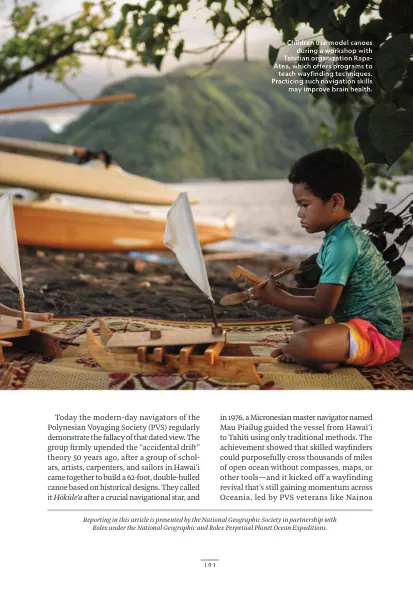 Children use model canoes
during a workshop with
Tahitian organization Rapa-
Atea, which offers programs to
teach wayfinding techniques.
Practicing such navigation skills
may improve brain health.
Today the modern-day navigators of the
Polynesian Voyaging Society (PVS) regularly
demonstrate the fallacy of that dated view. The
group firmly upended the “accidental drift”
theory 50 years ago, after a group of schol-
ars, artists, carpenters, and sailors in Hawai‘i
came together to build a 62-foot, double-hulled
canoe based on historical designs. They called
it Hōkūle‘a after a crucial navigational star, and
in 1976, a Micronesian master navigator named
Mau Piailug guided the vessel from Hawai‘i
to Tahiti using only traditional methods. The
achievement showed that skilled wayfinders
could purposefully cross thousands of miles
of open ocean without compasses, maps, or
other tools—and it kicked off a wayfinding
revival that’s still gaining momentum across
Oceania, led by PVS veterans like Nainoa
Reporting in this article is presented by the National Geographic Society in partnership with
Rolex under the National Geographic and Rolex Perpetual Planet Ocean Expeditions.
101